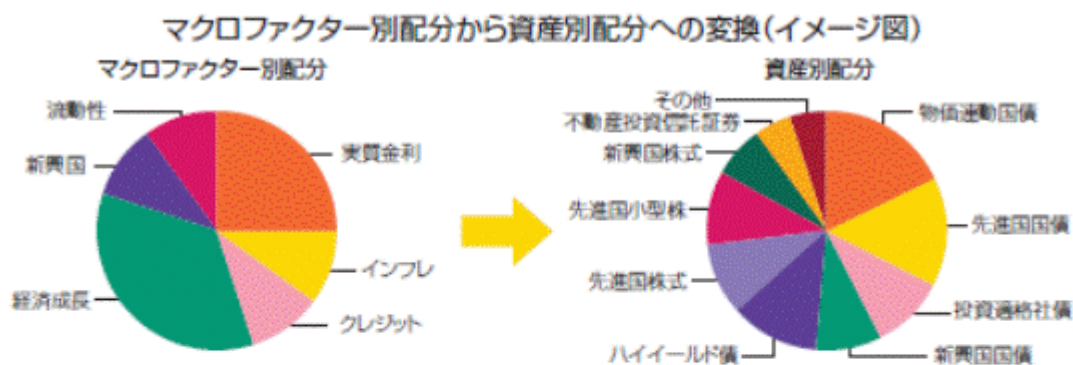 マクロファクター別配分から資産別配分への変換(イメージ図)
マクロファクター別配分
流動性
新興国
経済成長
実質金利
インフレ
クレジット
資産別配分
その他
不動産投資信託証券
新興国株式
先進国小型株
先進国株式
ハイイールド債
物価連動国債
先進国国債
投資適格社債
新興国国債